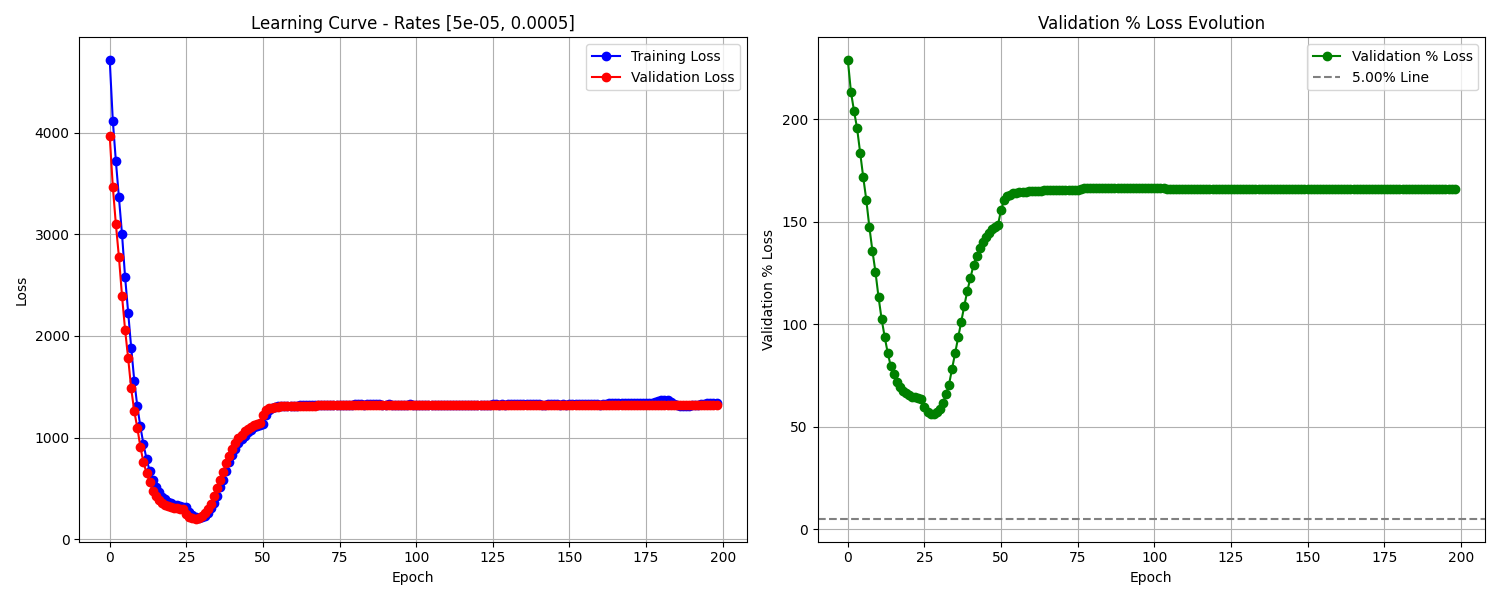 Learning Curve - Rates [5e-05, 0.0005]
Loss
4000
3000
2000
1000
0
Training Loss
Validation Loss
0 25 50 75 100 125 150 175 200
Epoch
Validation % Loss Evolution
Validation % Loss
200
150
100
50
0
Validation % Loss
5.00% Line
0 25 50 75 100 125 150 175 200
Epoch